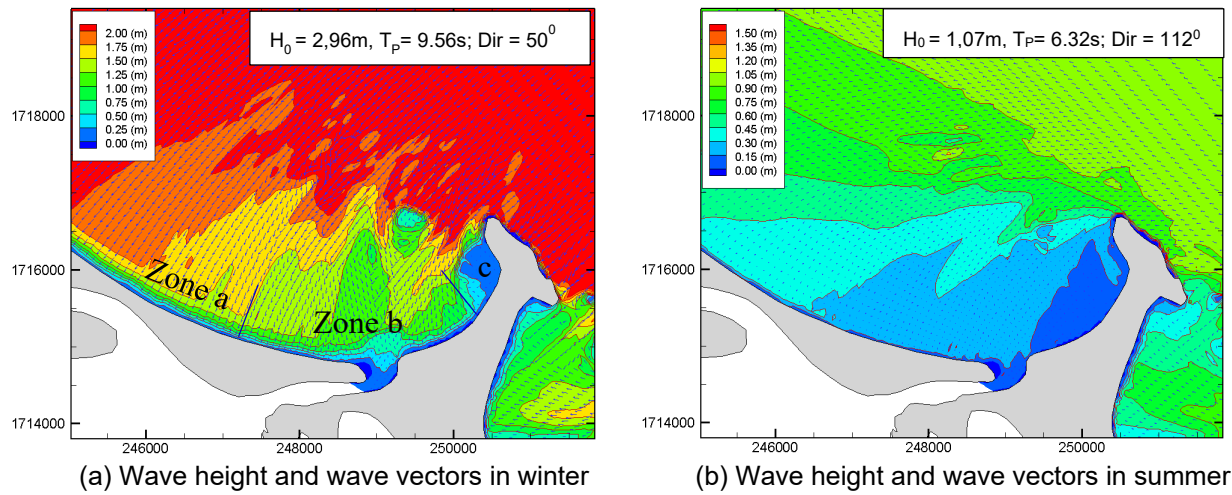 2.00 (m)
1.75 (m)
1.50 (m)
1.25 (m)
1.00 (m)
0.75 (m)
0.50 (m)
0.25 (m)
0.00 (m)
H0 = 2,96m, TP= 9.56s; Dir = 50⁰
1718000
1716000
1714000
Zone a
Zone b
c
246000 248000 250000
(a) Wave height and wave vectors in winter
1.50 (m)
1.35 (m)
1.20 (m)
1.05 (m)
0.90 (m)
0.75 (m)
0.60 (m)
0.45 (m)
0.30 (m)
0.15 (m)
0.00 (m)
H0 = 1,07m, TP= 6.32s; Dir = 112⁰
1718000
1716000
1714000
246000 248000 250000
(b) Wave height and wave vectors in summer